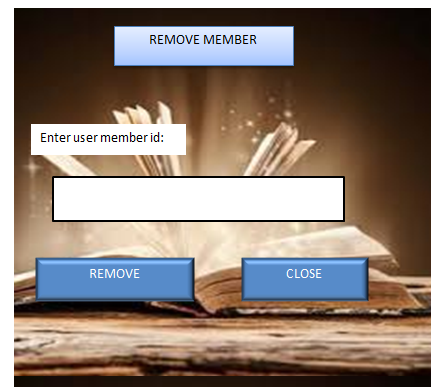 REMOVE MEMBER
Enter user member id:
REMOVE
CLOSE